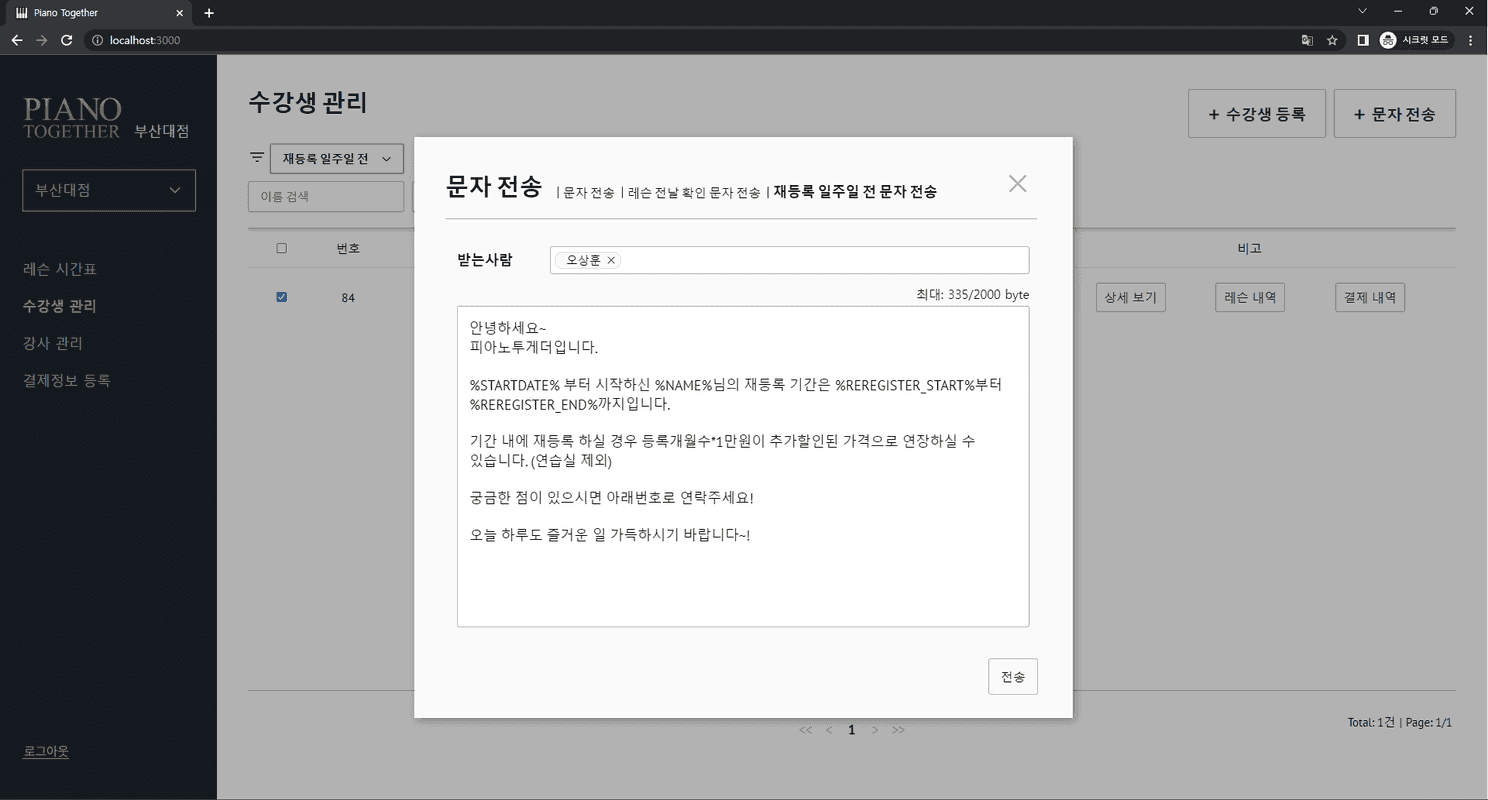 Piano Together
localhost:3000
시크릿 모드
PIANO
TOGETHER 부산대점
부산대점
레슨 시간표
수강생 관리
강사 관리
결제정보 등록
로그아웃
수강생 관리
+ 수강생 등록
+ 문자 전송
재등록 일주일 전
이름 검색
번호
비고
84
상세 보기
레슨 내역
결제 내역
문자 전송 | 문자 전송 | 레슨 전날 확인 문자 전송 | 재등록 일주일 전 문자 전송
받는사람
오상훈 ×
최대: 335/2000 byte
안녕하세요~
피아노투게더입니다.
%STARTDATE% 부터 시작하신 %NAME%님의 재등록 기간은 %REREGISTER_START%부터
%REREGISTER_END%까지입니다.
기간 내에 재등록 하실 경우 등록개월수*1만원이 추가할인된 가격으로 연장하실 수
있습니다. (연습실 제외)
궁금한 점이 있으시면 아래번호로 연락주세요!
오늘 하루도 즐거운 일 가득하시기 바랍니다~!
전송
<< < 1 > >>
Total: 1건 | Page: 1/1